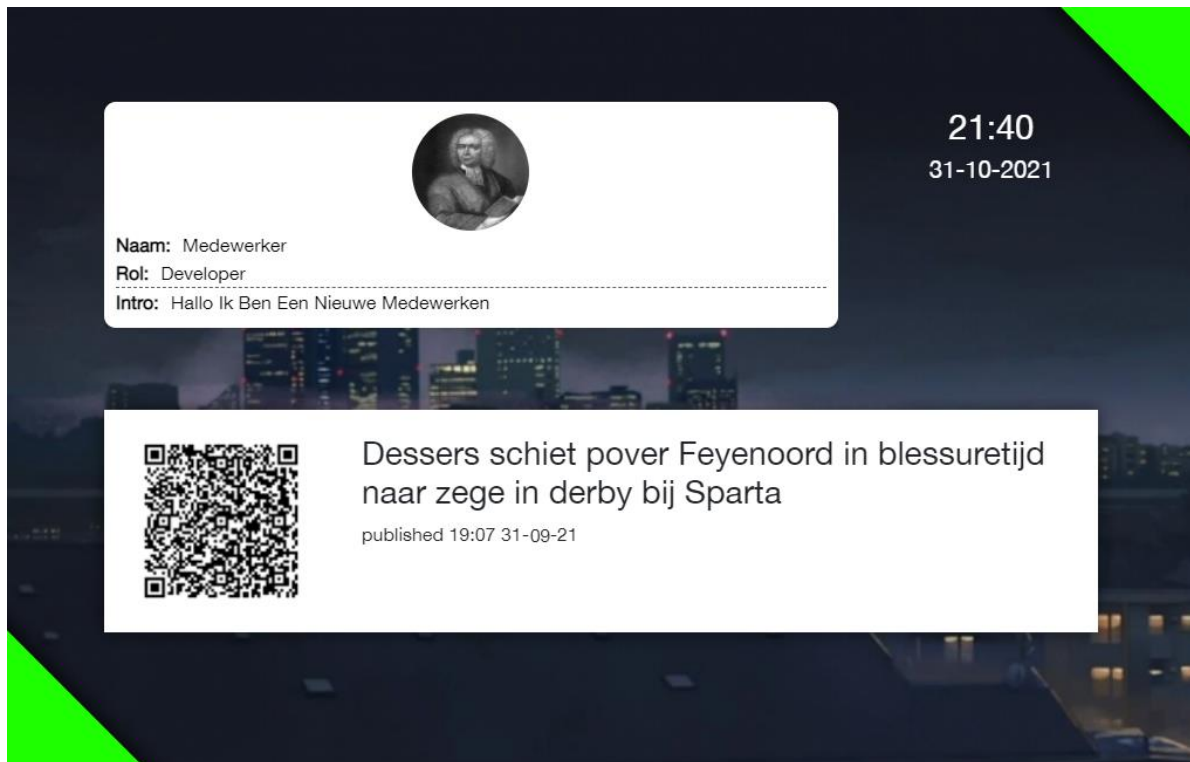 21:40
31-10-2021
Naam: Medewerker
Rol: Developer
Intro: Hallo Ik Ben Een Nieuwe Medewerken
Dessers schiet pover Feyenoord in blessuretijd
naar zege in derby bij Sparta
published 19:07 31-09-21